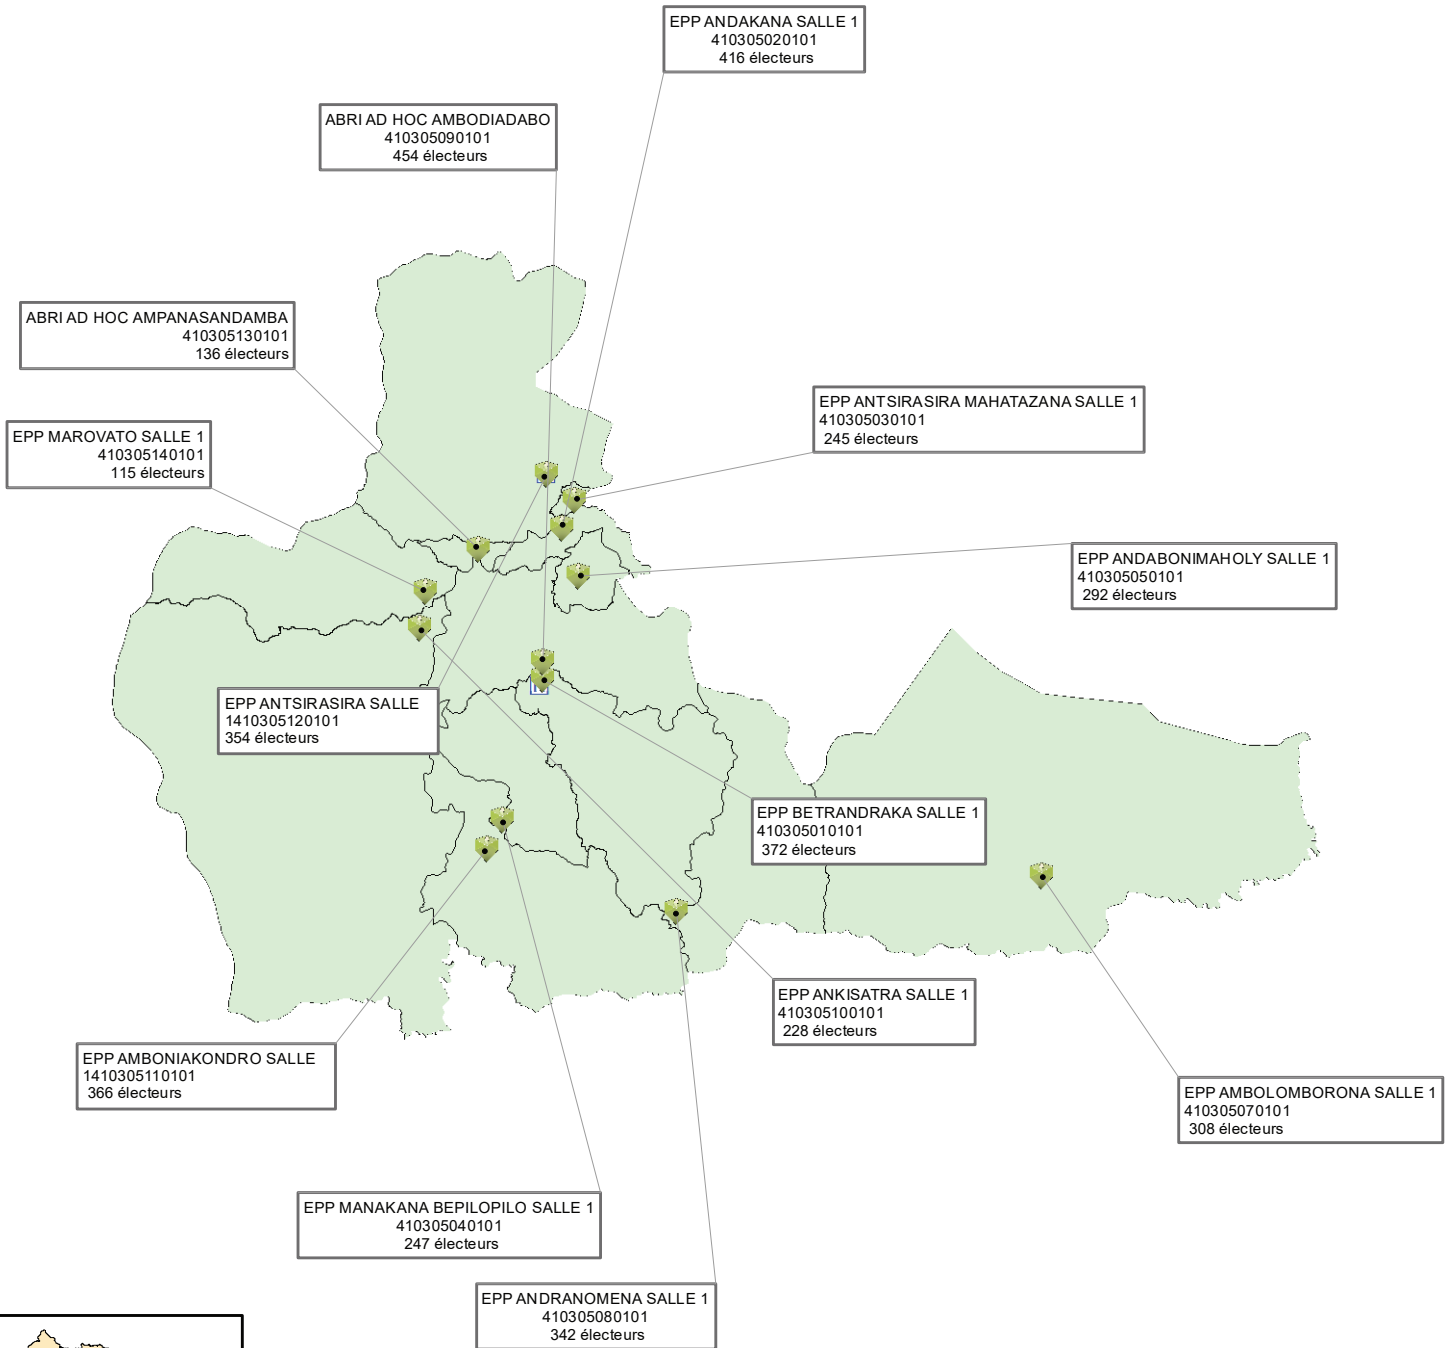 EPP ANDAKANA SALLE 1
410305020101
416 électeurs
ABRI AD HOC AMBODIADABO
410305090101
454 électeurs
ABRI AD HOC AMPANASANDAMBA
410305130101
136 électeurs
EPP ANTSIRASIRA MAHATAZANA SALLE 1
410305030101
245 électeurs
EPP MAROVATO SALLE 1
410305140101
115 électeurs
EPP ANDABONIMAHOLY SALLE 1
410305050101
292 électeurs
EPP ANTSIRASIRA SALLE
1410305120101
354 électeurs
EPP BETRANDRAKA SALLE 1
410305010101
372 électeurs
EPP ANKISATRA SALLE 1
410305100101
228 électeurs
EPP AMBONIAKONDRO SALLE
1410305110101
366 électeurs
EPP AMBOLOMBORONA SALLE 1
410305070101
308 électeurs
EPP MANAKANA BEPILOPILO SALLE 1
410305040101
247 électeurs
EPP ANDRANOMENA SALLE 1
410305080101
342 électeurs